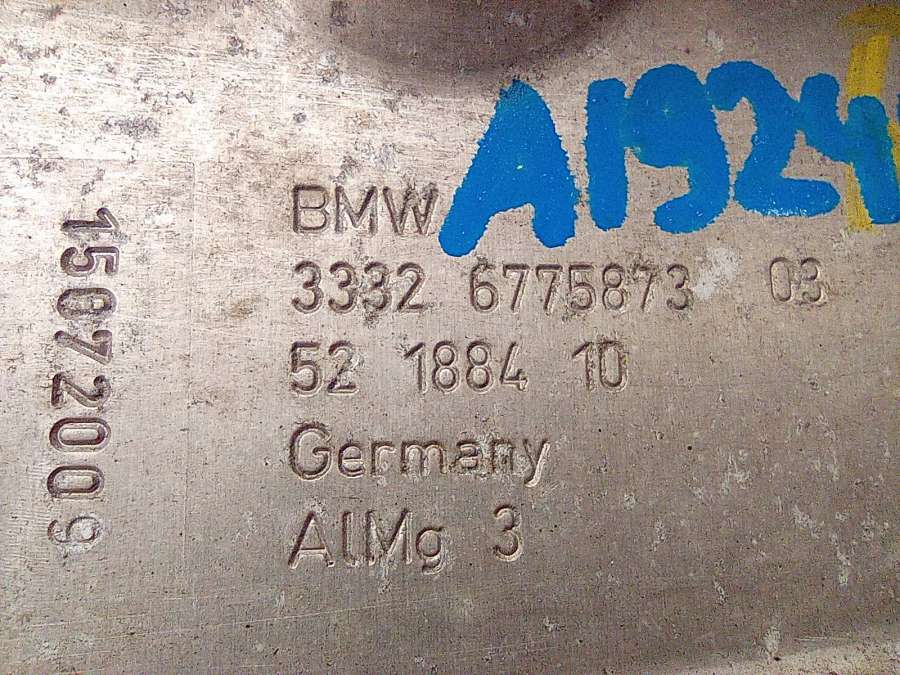 A1924
BMW
3332 6775873 03
52 1884 10
Germany
AlMg 3
15072009